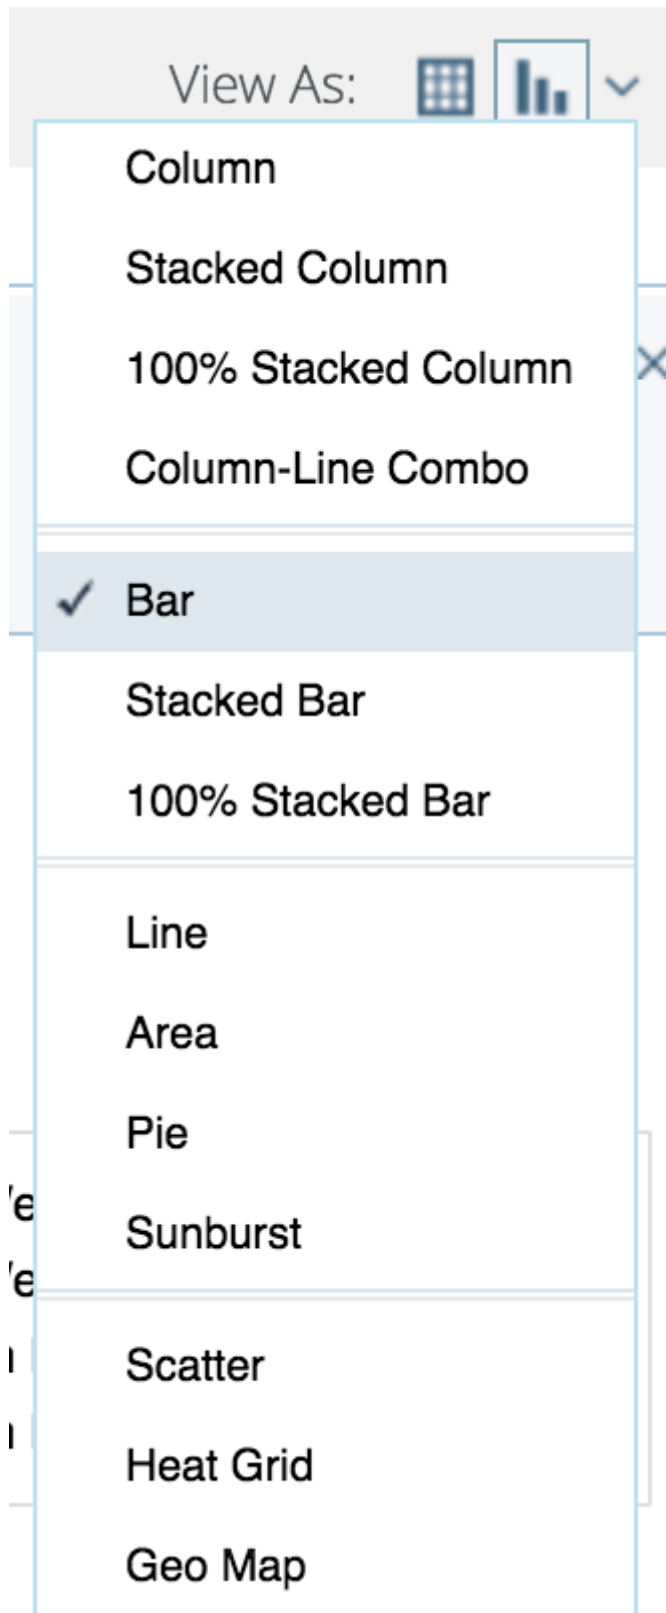 View As:
Column
Stacked Column
100% Stacked Column
Column-Line Combo
Bar
Stacked Bar
100% Stacked Bar
Line
Area
Pie
Sunburst
Scatter
Heat Grid
Geo Map